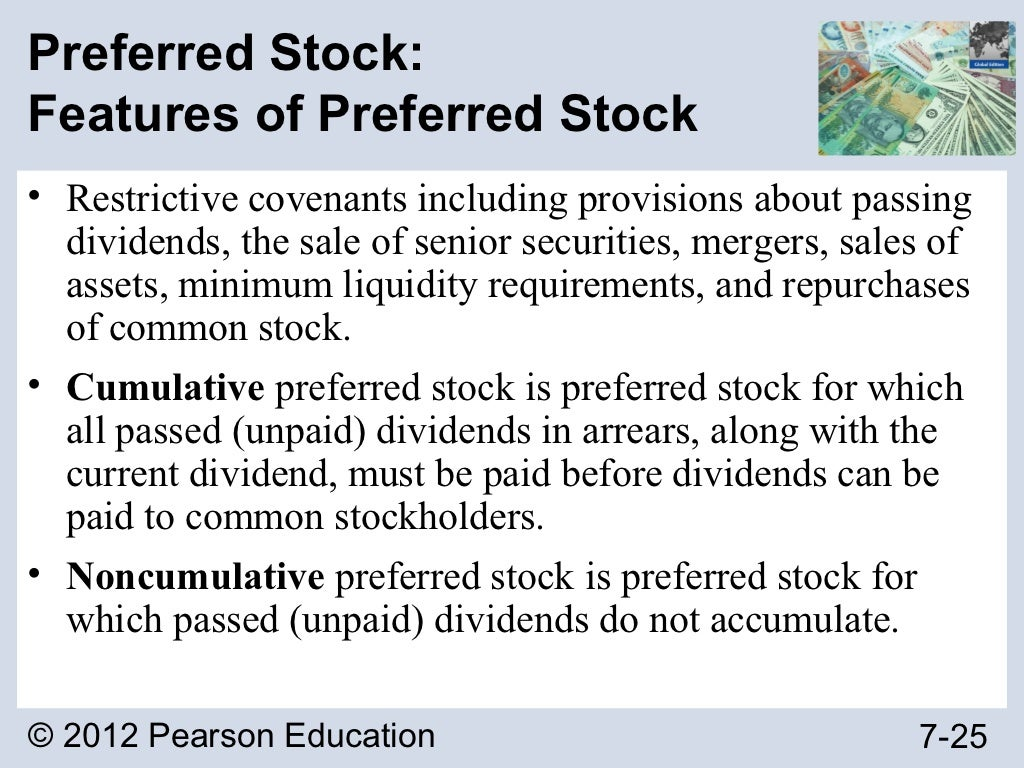 Preferred Stock:
Features of Preferred Stock
Global Edition
• Restrictive covenants including provisions about passing
dividends, the sale of senior securities, mergers, sales of
assets, minimum liquidity requirements, and repurchases
of common stock.
• Cumulative preferred stock is preferred stock for which
all passed (unpaid) dividends in arrears, along with the
current dividend, must be paid before dividends can be
paid to common stockholders.
• Noncumulative preferred stock is preferred stock for
which passed (unpaid) dividends do not accumulate.
© 2012 Pearson Education
7-25